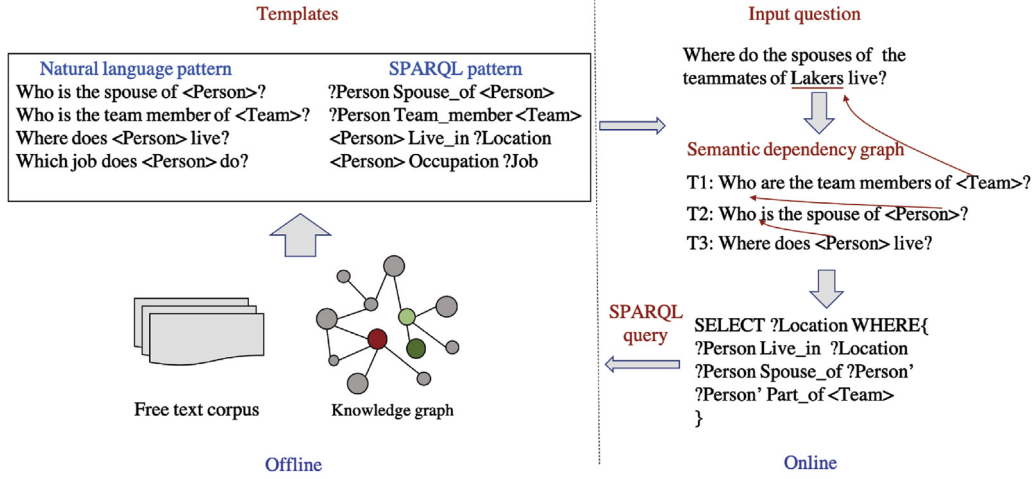 Templates
Natural language pattern
Who is the spouse of <Person>?
Who is the team member of <Team>?
Where does <Person> live?
Which job does <Person> do?
SPARQL pattern
?Person Spouse_of <Person>
?Person Team_member <Team>
<Person> Live_in ?Location
<Person> Occupation ?Job
Free text corpus
Knowledge graph
Offline
Input question
Where do the spouses of the
teammates of Lakers live?
Semantic dependency graph
T1: Who are the team members of <Team>?
T2: Who is the spouse of <Person>?
T3: Where does <Person> live?
SPARQL
query
SELECT ?Location WHERE{
?Person Live_in ?Location
?Person Spouse_of ?Person’
?Person’ Part_of <Team>
}
Online